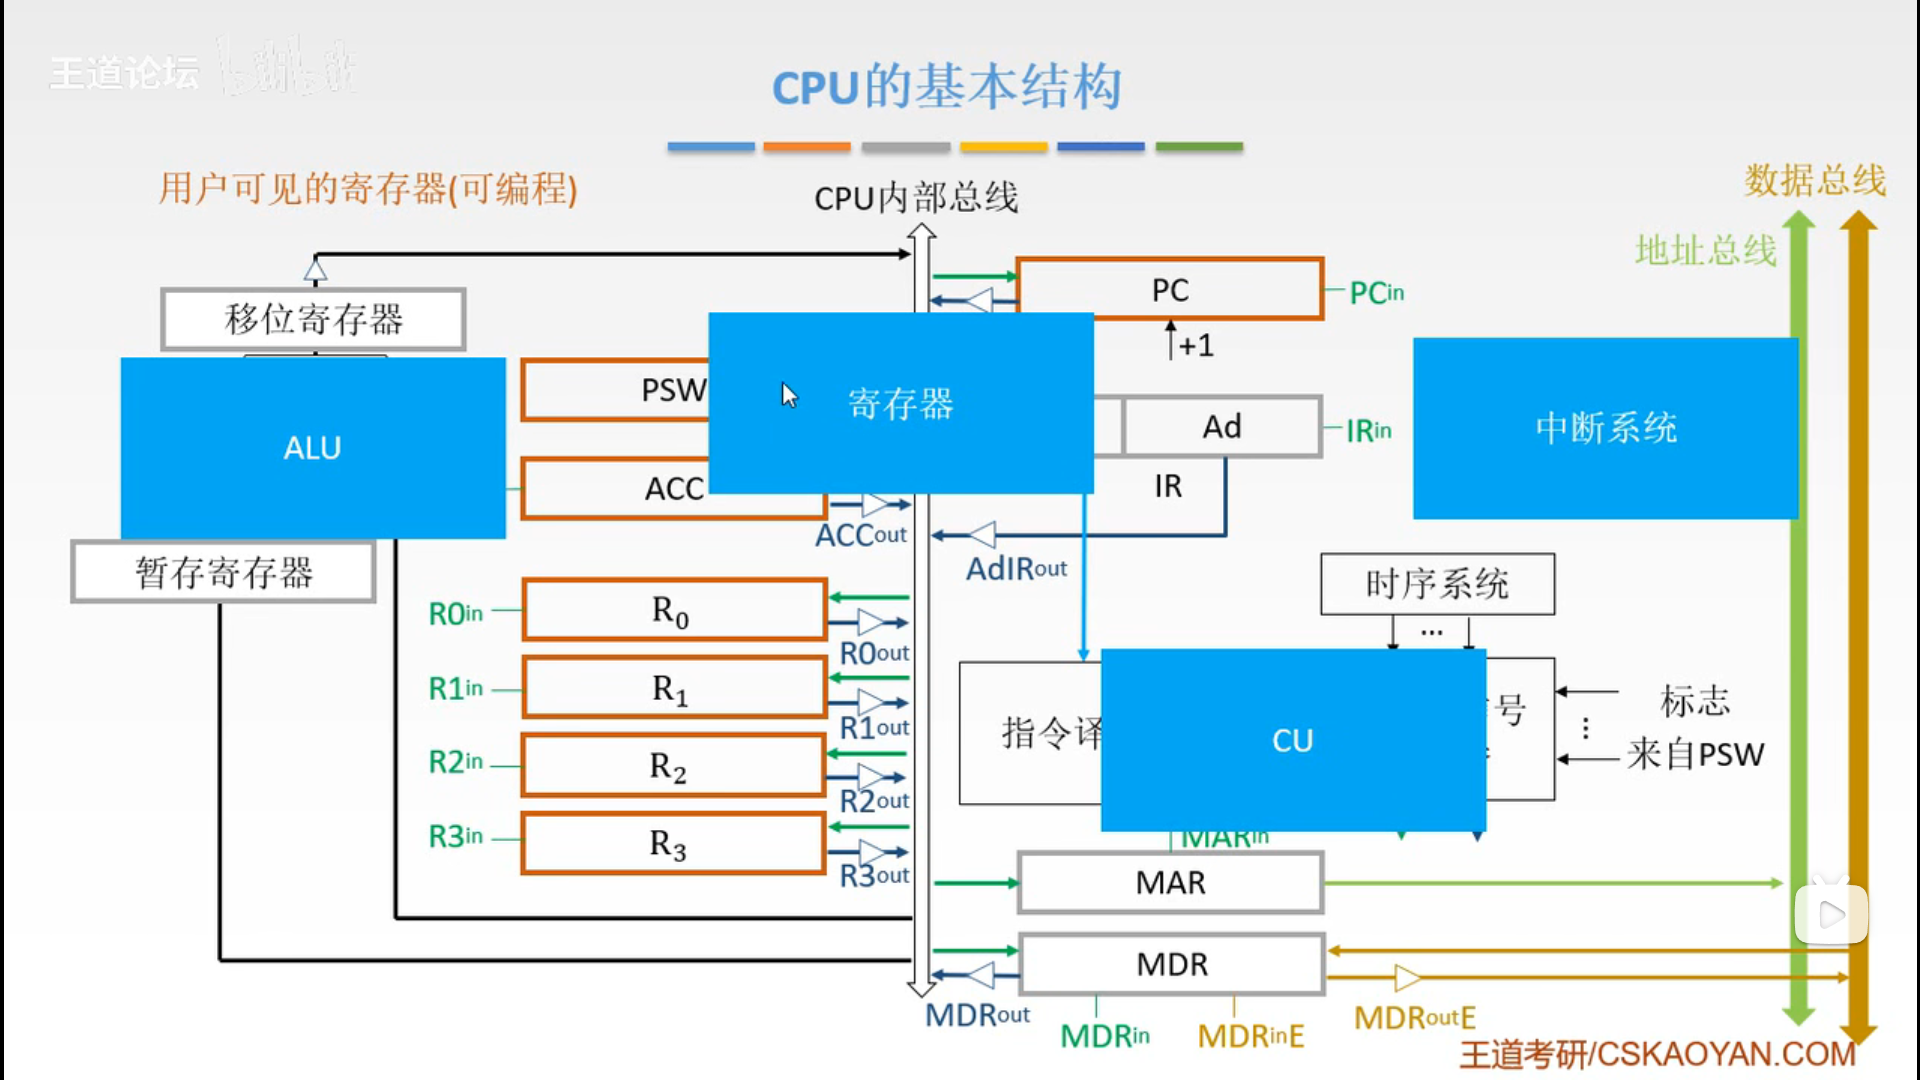 王道论坛 bilibili
CPU的基本结构
用户可见的寄存器(可编程)
CPU内部总线
数据总线
地址总线
移位寄存器
PC
PCin
+1
PSW
寄存器
ALU
中断系统
Ad
IRin
ACC
IR
ACCout
AdIRout
暂存寄存器
时序系统
...
R0in
R0
R0out
R1in
R1
R1out
指令译
CU
号
标志
⋮
来自PSW
R2in
R2
R2out
R3in
R3
R3out
MARin
MAR
MDR
MDRout
MDRin
MDRinE
MDRoutE
王道考研/CSKAOYAN.COM